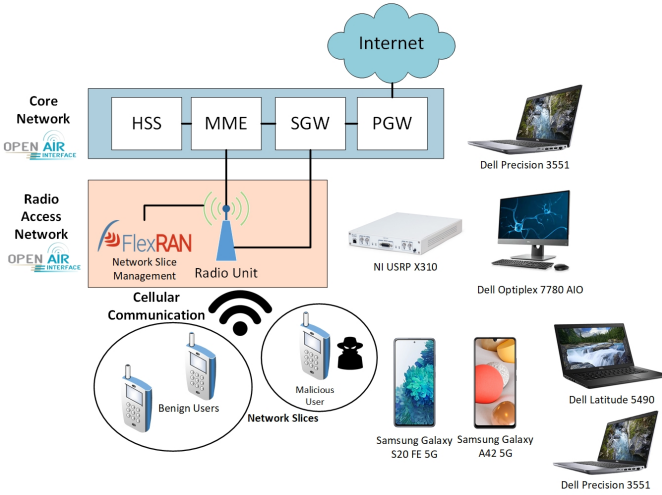 Internet
Core
Network
OPEN AIR
INTERFACE
HSS
MME
SGW
PGW
Dell Precision 3551
Radio
Access
Network
OPEN AIR
INTERFACE
FlexRAN
Network Slice
Management
Radio Unit
NI USRP X310
Dell Optiplex 7780 AIO
Cellular
Communication
Benign Users
Malicious
User
Network Slices
Samsung Galaxy
S20 FE 5G
Samsung Galaxy
A42 5G
Dell Latitude 5490
Dell Precision 3551